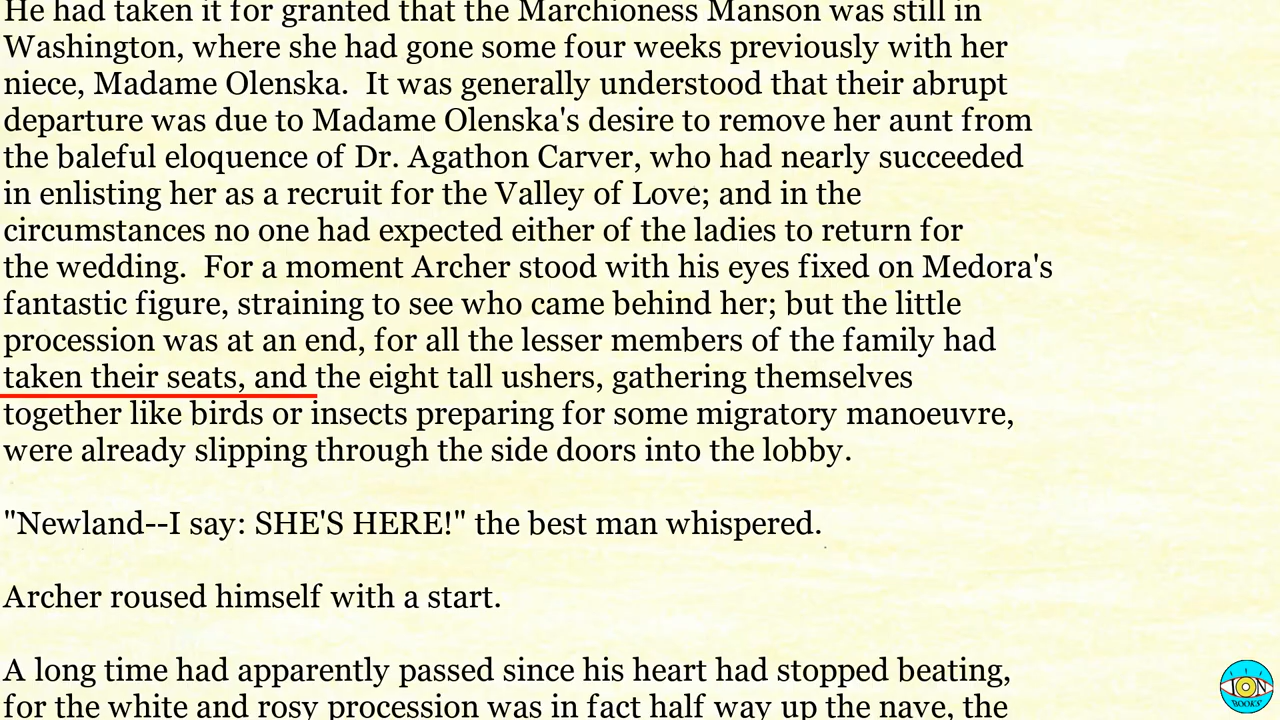 He had taken it for granted that the Marchioness Manson was still in
Washington, where she had gone some four weeks previously with her
niece, Madame Olenska.  It was generally understood that their abrupt
departure was due to Madame Olenska's desire to remove her aunt from
the baleful eloquence of Dr. Agathon Carver, who had nearly succeeded
in enlisting her as a recruit for the Valley of Love; and in the
circumstances no one had expected either of the ladies to return for
the wedding.  For a moment Archer stood with his eyes fixed on Medora's
fantastic figure, straining to see who came behind her; but the little
procession was at an end, for all the lesser members of the family had
taken their seats, and the eight tall ushers, gathering themselves
together like birds or insects preparing for some migratory manoeuvre,
were already slipping through the side doors into the lobby.
"Newland--I say: SHE'S HERE!" the best man whispered.
Archer roused himself with a start.
A long time had apparently passed since his heart had stopped beating,
for the white and rosy procession was in fact half way up the nave, the
ION
BOOKS